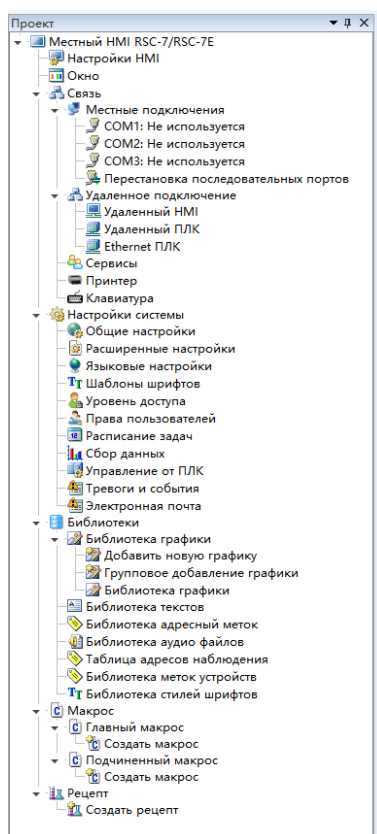 Проект
Местный HMI RSC-7/RSC-7E
Настройки HMI
Окно
Связь
Местные подключения
COM1: Не используется
COM2: Не используется
COM3: Не используется
Перестановка последовательных портов
Удаленное подключение
Удаленный HMI
Удаленный ПЛК
Ethernet ПЛК
Сервисы
Принтер
Клавиатура
Настройки системы
Общие настройки
Расширенные настройки
Языковые настройки
Шаблоны шрифтов
Уровень доступа
Права пользователей
Расписание задач
Сбор данных
Управление от ПЛК
Тревоги и события
Электронная почта
Библиотеки
Библиотека графики
Добавить новую графику
Групповое добавление графики
Библиотека графики
Библиотека текстов
Библиотека адресный меток
Библиотека аудио файлов
Таблица адресов наблюдения
Библиотека меток устройств
Библиотека стилей шрифтов
Макрос
Главный макрос
Создать макрос
Подчиненный макрос
Создать макрос
Рецепт
Создать рецепт